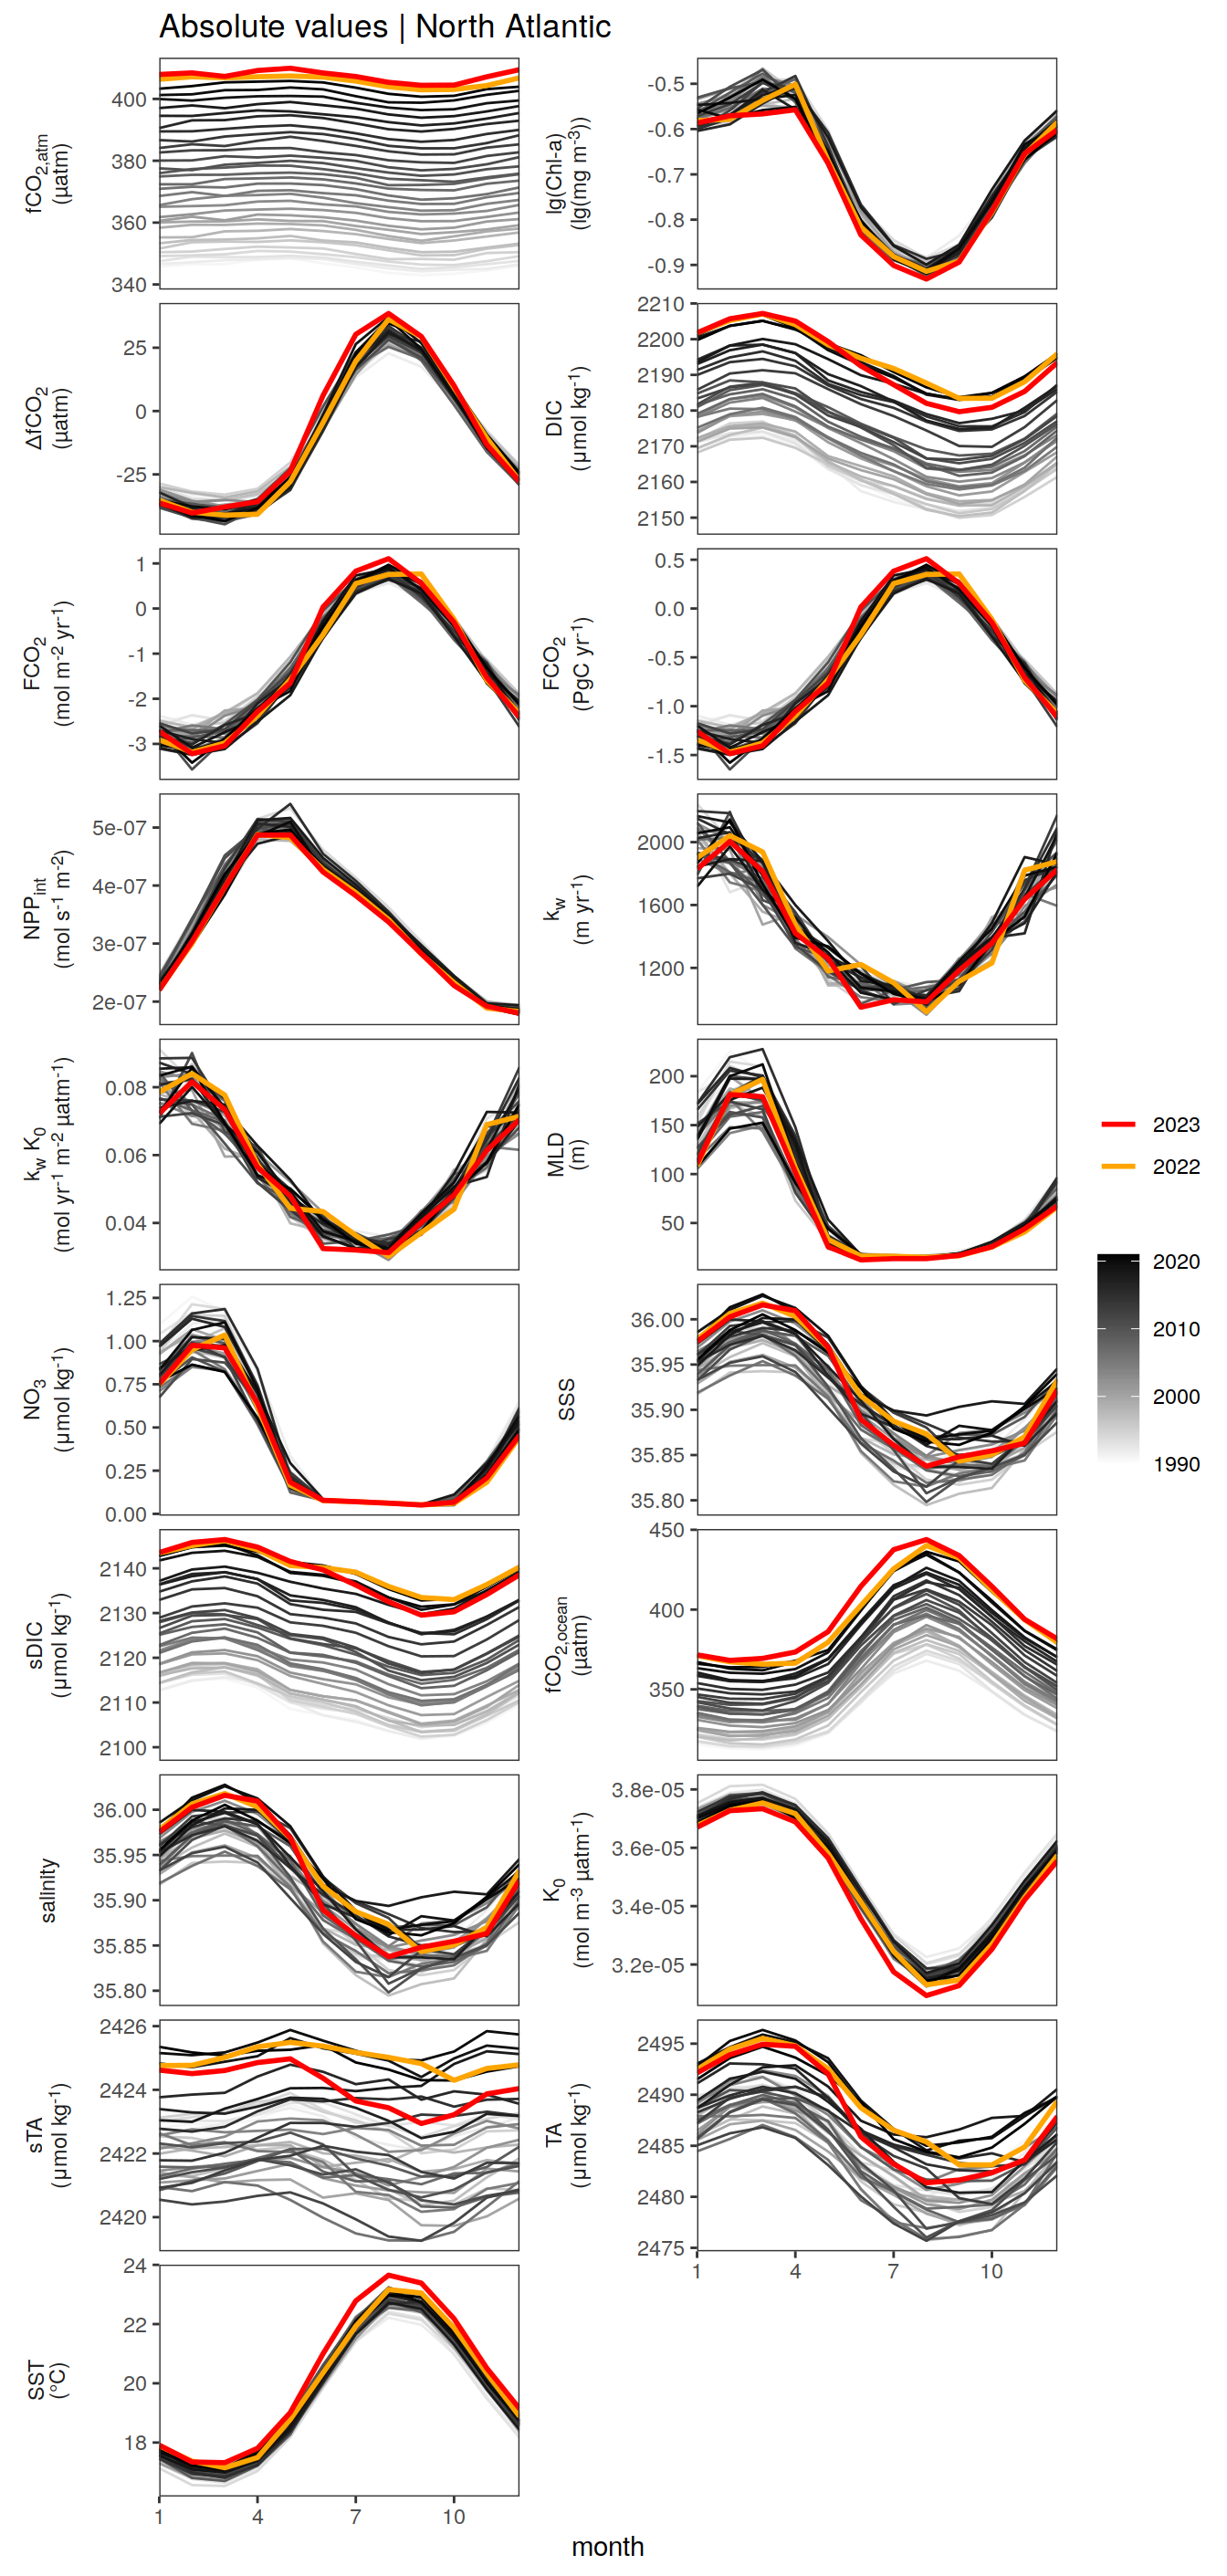 Absolute values | North Atlantic
fCO2,atm
(µatm)
400
380
360
340
lg(Chl-a)
(lg(mg m-3))
-0.5
-0.6
-0.7
-0.8
-0.9
ΔfCO2
(µatm)
25
0
-25
DIC
(µmol kg-1)
2210
2200
2190
2180
2170
2160
2150
FCO2
(mol m-2 yr-1)
1
0
-1
-2
-3
FCO2
(PgC yr-1)
0.5
0.0
-0.5
-1.0
-1.5
NPPint
(mol s-1 m-2)
5e-07
4e-07
3e-07
2e-07
kw
(m yr-1)
2000
1600
1200
kw K0
(mol yr-1 m-2 µatm-1)
0.08
0.06
0.04
MLD
(m)
200
150
100
50
2023
2022
2020
2010
2000
1990
NO3
(µmol kg-1)
1.25
1.00
0.75
0.50
0.25
0.00
SSS
36.00
35.95
35.90
35.85
35.80
sDIC
(µmol kg-1)
2140
2130
2120
2110
2100
fCO2,ocean
(µatm)
450
400
350
salinity
36.00
35.95
35.90
35.85
35.80
K0
(mol m-3 µatm-1)
3.8e-05
3.6e-05
3.4e-05
3.2e-05
sTA
(µmol kg-1)
2426
2424
2422
2420
TA
(µmol kg-1)
2495
2490
2485
2480
2475
1 4 7 10
SST
(°C)
24
22
20
18
1 4 7 10
month